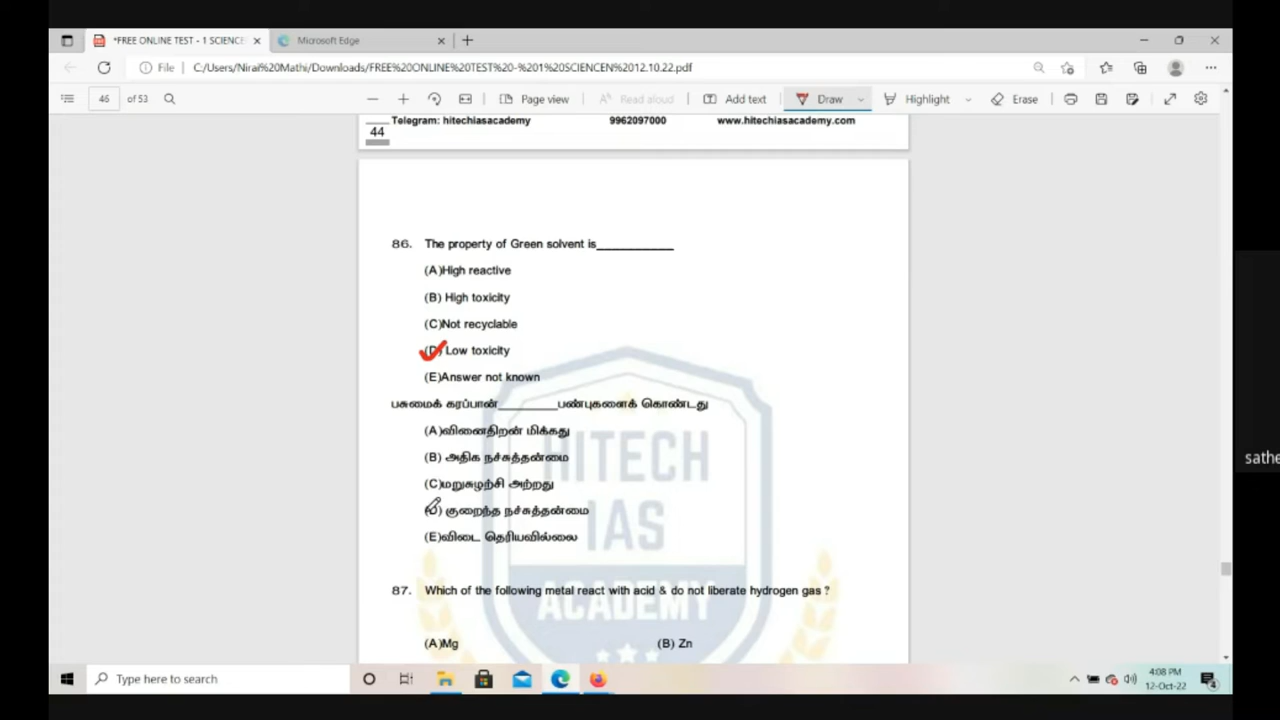 *FREE ONLINE TEST - 1 SCIENCE
Microsoft Edge
File C:/Users/Nirai%20Mathi/Downloads/FREE%20ONLINE%20TEST%20-%201%20SCIENCEN%2012.10.22.pdf
46 of 53 Page view Read aloud Add text Draw Highlight Erase
Telegram: hitechiasacademy 9962097000 www.hitechiasacademy.com
44
86. The property of Green solvent is__________
(A)High reactive
(B) High toxicity
(C)Not recyclable
(D) Low toxicity
(E)Answer not known
பசுமைக் கரப்பான்________பண்புகளைக் கொண்டது
(A)வினைதிறன் மிக்கது
(B) அதிக நச்சுத்தன்மை
(C)மறுசுழற்சி அற்றது
(D) குறைந்த நச்சுத்தன்மை
(E)விடை தெரியவில்லை
HITECH
IAS
ACADEMY
87. Which of the following metal react with acid & do not liberate hydrogen gas ?
(A)Mg (B) Zn
sathe
Type here to search
4:08 PM
12-Oct-22
4